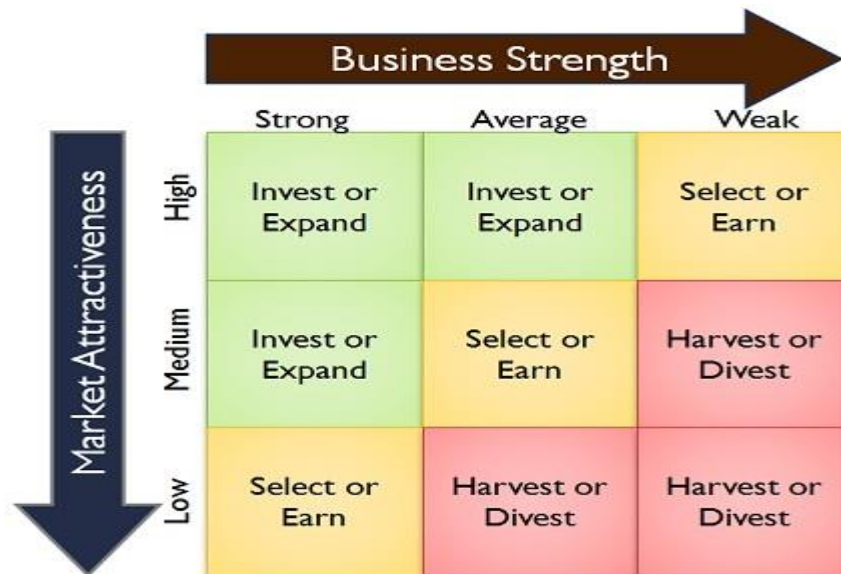 Business Strength
Strong Average Weak
Market Attractiveness
High
Invest or
Expand
Invest or
Expand
Select or
Earn
Medium
Invest or
Expand
Select or
Earn
Harvest or
Divest
Low
Select or
Earn
Harvest or
Divest
Harvest or
Divest